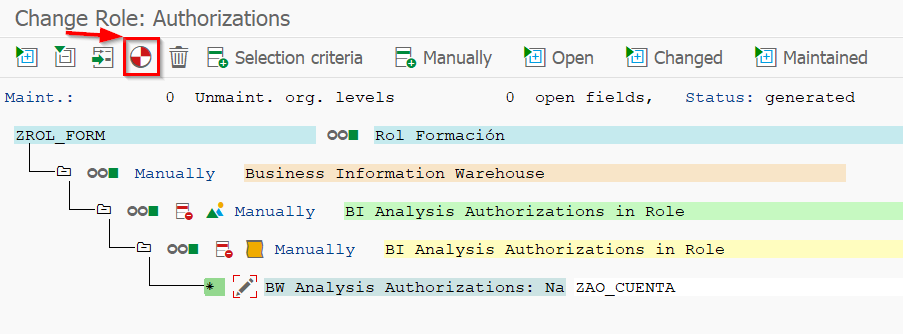 Change Role: Authorizations
Selection criteria Manually Open Changed Maintained
Maint.: 0 Unmaint. org. levels 0 open fields, Status: generated
ZROL_FORM Rol Formación
Manually Business Information Warehouse
Manually BI Analysis Authorizations in Role
Manually BI Analysis Authorizations in Role
* BW Analysis Authorizations: Na ZAO_CUENTA